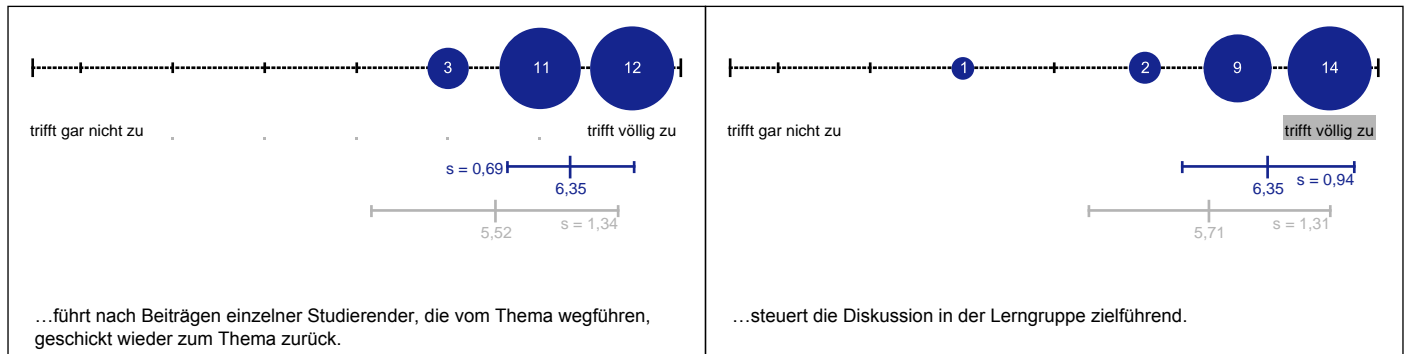 3
11
12
trifft gar nicht zu
trifft völlig zu
s = 0,69
6,35
5,52
s = 1,34
…führt nach Beiträgen einzelner Studierender, die vom Thema wegführen,
geschickt wieder zum Thema zurück.
1
2
9
14
trifft gar nicht zu
trifft völlig zu
6,35
s = 0,94
5,71
s = 1,31
…steuert die Diskussion in der Lerngruppe zielführend.